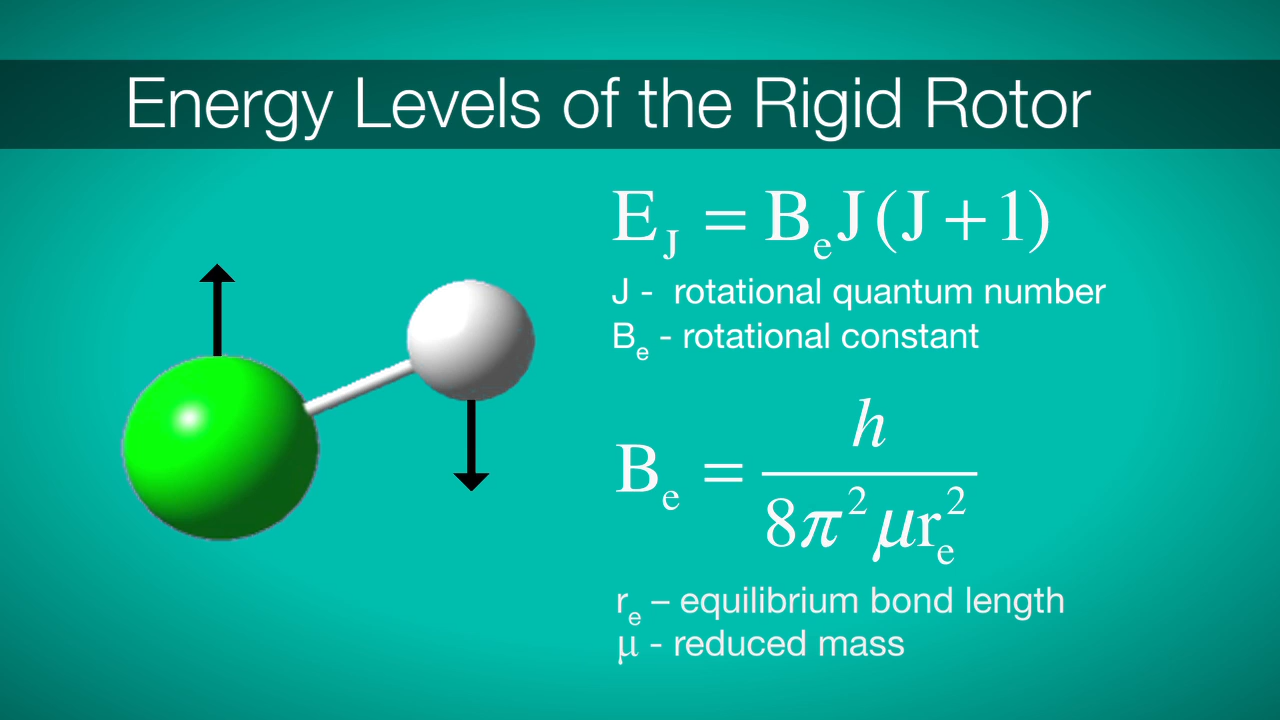 Energy Levels of the Rigid Rotor
E_J = B_e J(J+1)
J - rotational quantum number
B_e - rotational constant
B_e = h / 8π²μr_e²
r_e – equilibrium bond length
μ - reduced mass